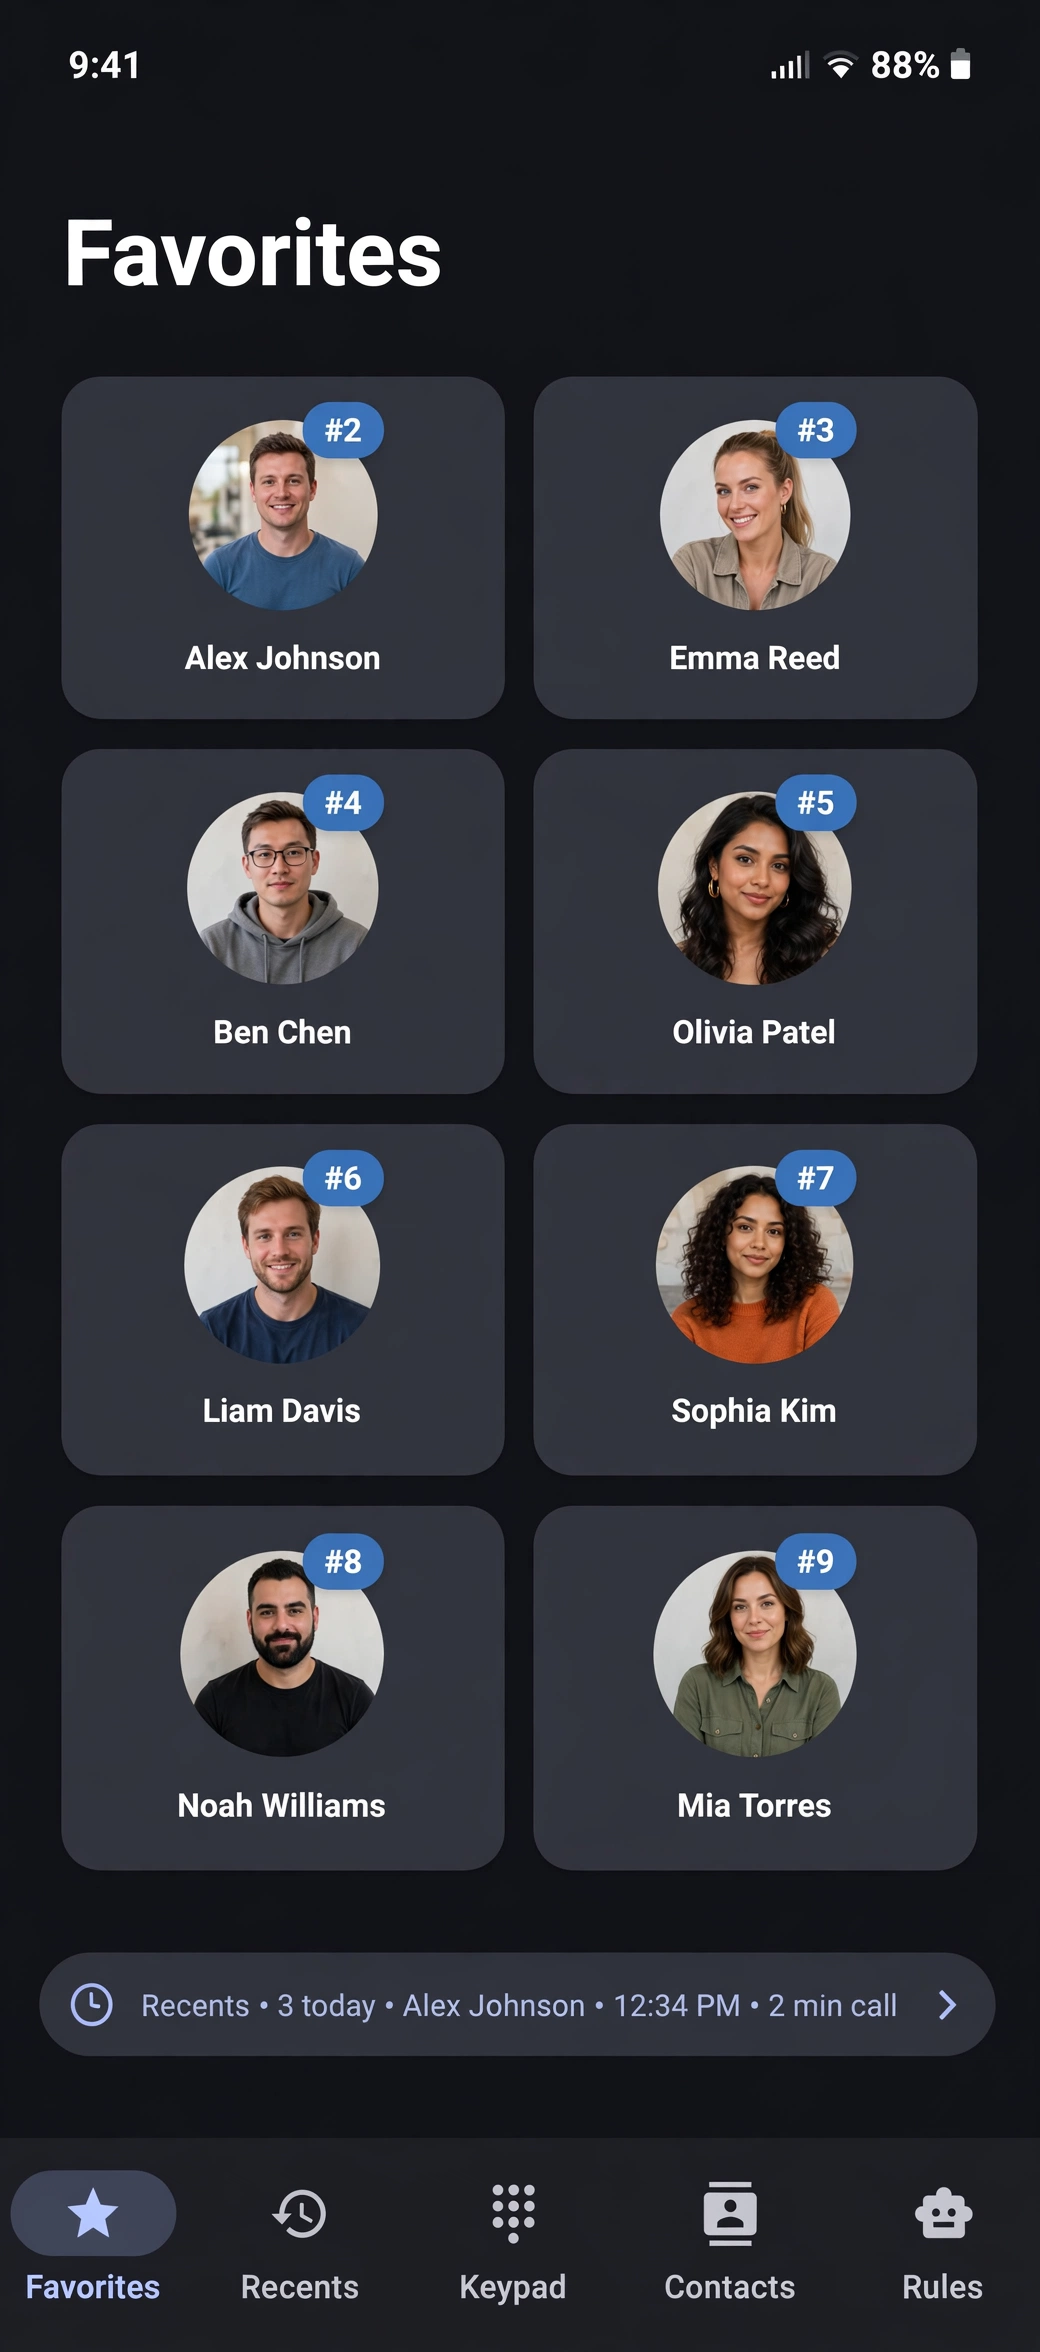 9:41 88%
Favorites
#2 #3
Alex Johnson Emma Reed
#4 #5
Ben Chen Olivia Patel
#6 #7
Liam Davis Sophia Kim
#8 #9
Noah Williams Mia Torres
Recents • 3 today • Alex Johnson • 12:34 PM • 2 min call
Favorites Recents Keypad Contacts Rules